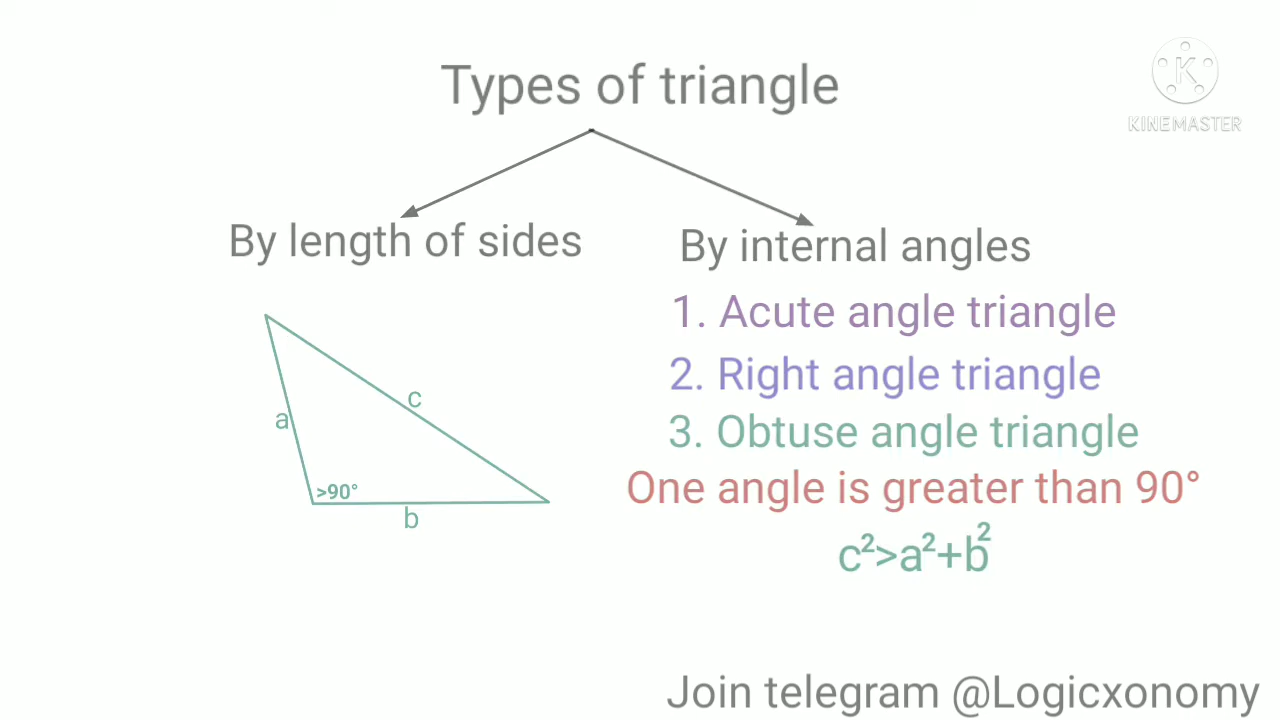 Types of triangle
KINEMASTER
By length of sides
By internal angles
1. Acute angle triangle
2. Right angle triangle
3. Obtuse angle triangle
One angle is greater than 90°
c²>a²+b²
a
c
>90°
b
Join telegram @Logicxonomy